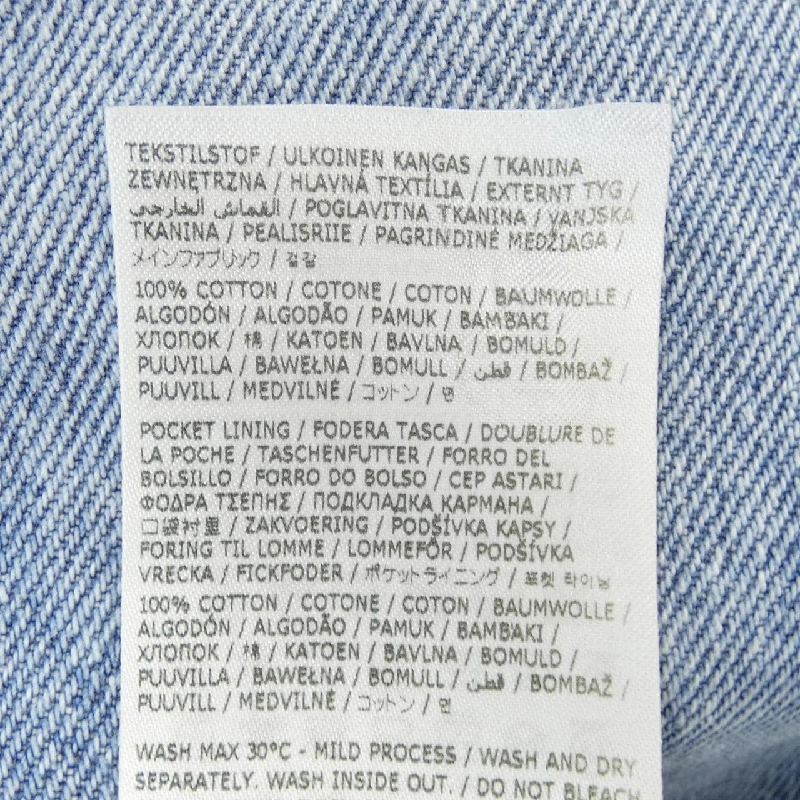 TEKSTILSTOF / ULKOINEN KANGAS / TKANINA
ZEWNĘTRZNA / HLAVNÁ TEXTÍLIA / EXTERNT TYG /
القماش الخارجي / POGLAVITNA TKANINA / VANJSKA
TKANINA / PEALISRIIE / PAGRINDINĖ MEDŽIAGA /
メインファブリック / 겉감
100% COTTON / COTONE / COTON / BAUMWOLLE /
ALGODÓN / ALGODÃO / PAMUK / BAMBAKI /
ХЛОПОК / 棉 / KATOEN / BAVLNA / BOMULD /
PUUVILLA / BAWEŁNA / BOMULL / قطن / BOMBAŽ /
PUUVILL / MEDVILNĖ / コットン / 면
POCKET LINING / FODERA TASCA / DOUBLURE DE
LA POCHE / TASCHENFUTTER / FORRO DEL
BOLSILLO / FORRO DO BOLSO / CEP ASTARI /
ΦΟΔΡΑ ΤΣΕΠΗΣ / ПОДКЛАДКА КАРМАНА /
口袋衬里 / ZAKVOERING / PODŠÍVKA KAPSY /
FORING TIL LOMME / LOMMEFÔR / PODŠÍVKA
VRECKA / FICKFODER / ポケットライニング / 포켓 라이닝
100% COTTON / COTONE / COTON / BAUMWOLLE /
ALGODÓN / ALGODÃO / PAMUK / BAMBAKI /
ХЛОПОК / 棉 / KATOEN / BAVLNA / BOMULD /
PUUVILLA / BAWEŁNA / BOMULL / قطن / BOMBAŽ /
PUUVILL / MEDVILNĖ / コットン / 면
WASH MAX 30°C - MILD PROCESS / WASH AND DRY
SEPARATELY. WASH INSIDE OUT. / DO NOT BLEACH